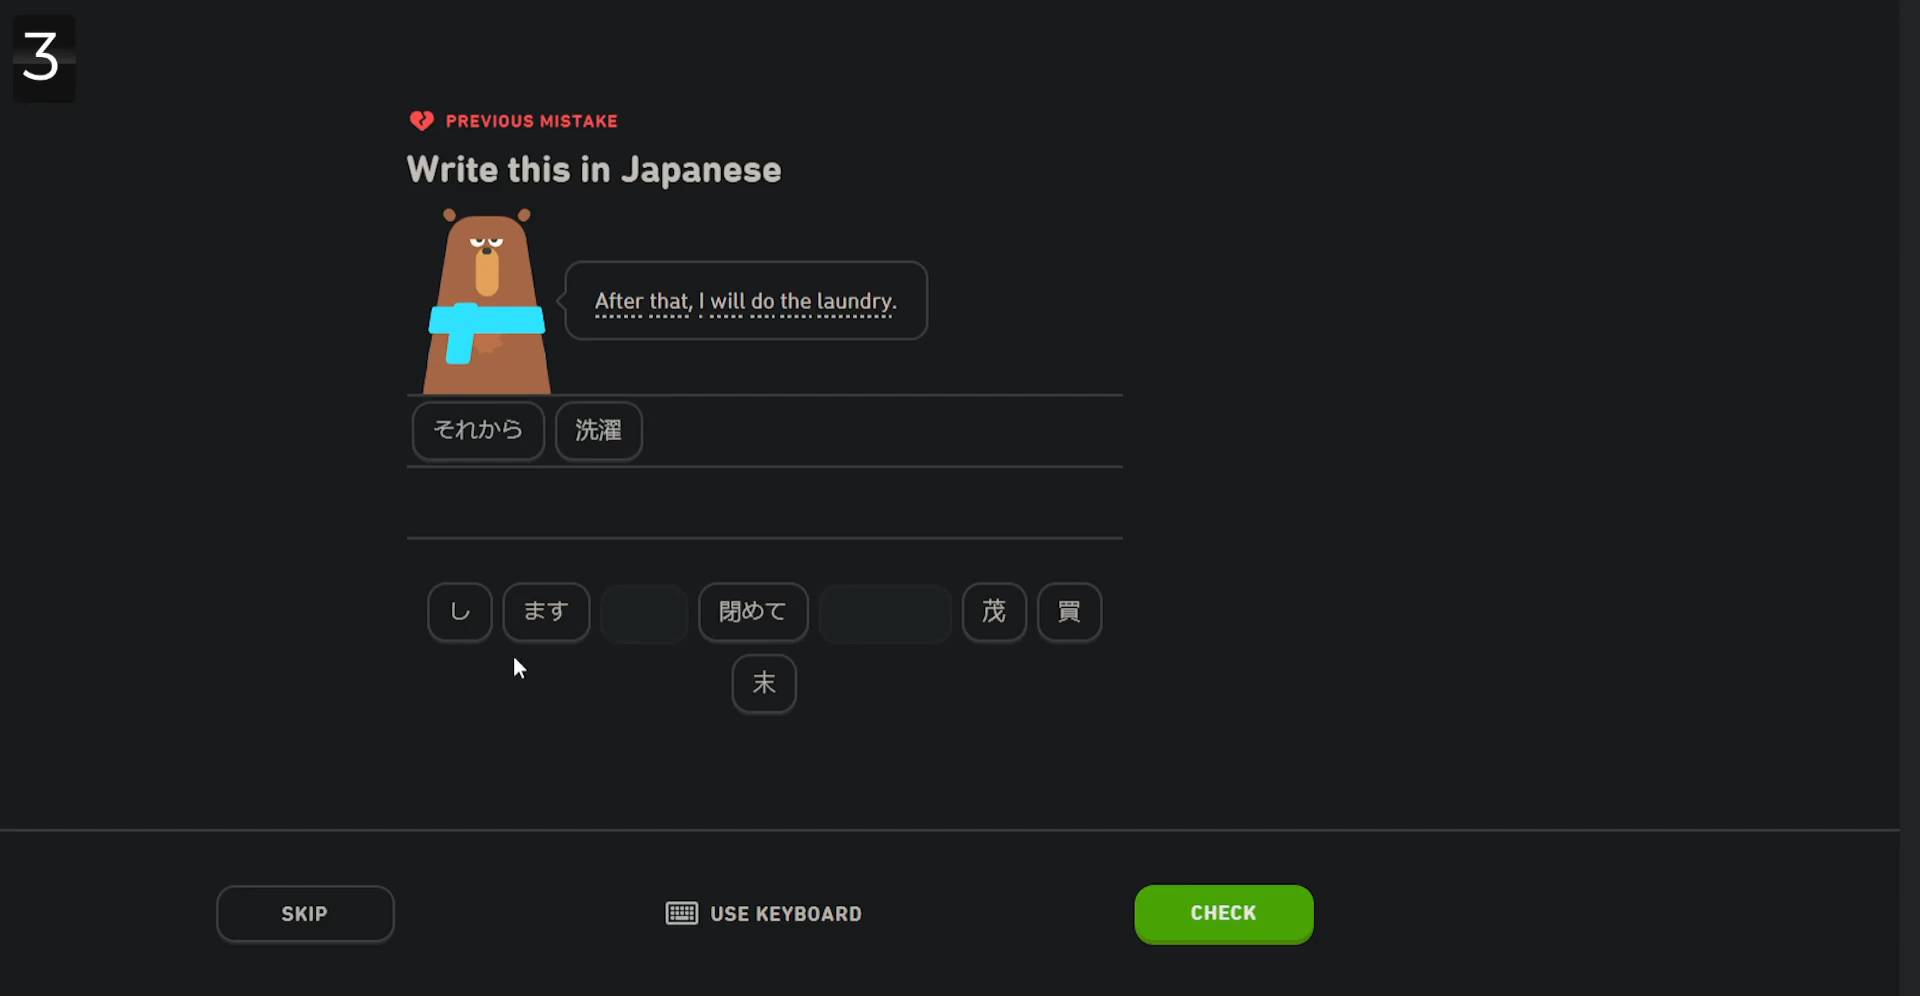 3
PREVIOUS MISTAKE
Write this in Japanese
After that, I will do the laundry.
それから 洗濯
し ます 閉めて 茂 買
末
SKIP USE KEYBOARD CHECK